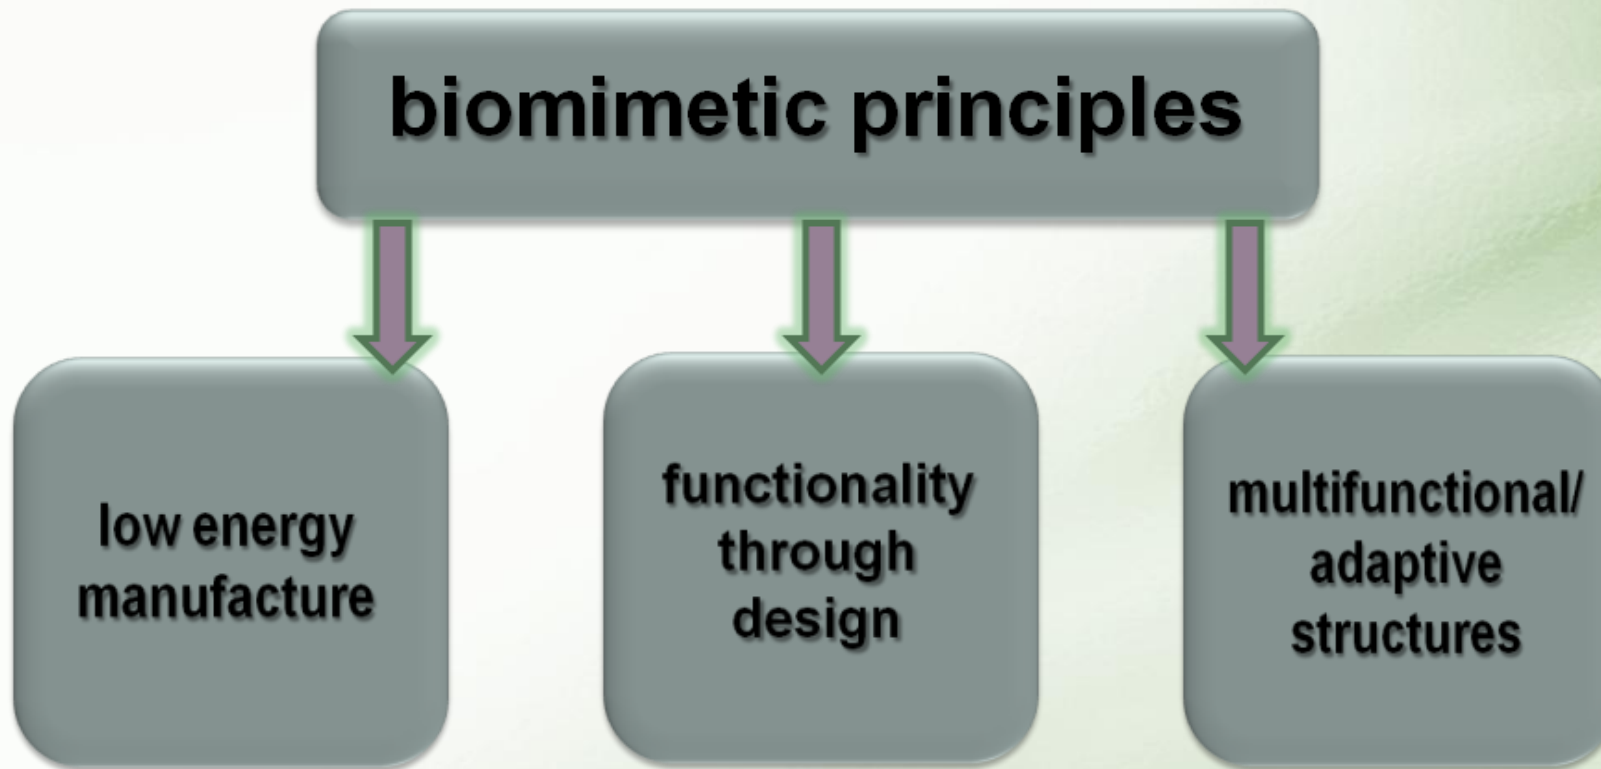 biomimetic principles
low energy
manufacture
functionality
through
design
multifunctional/
adaptive
structures